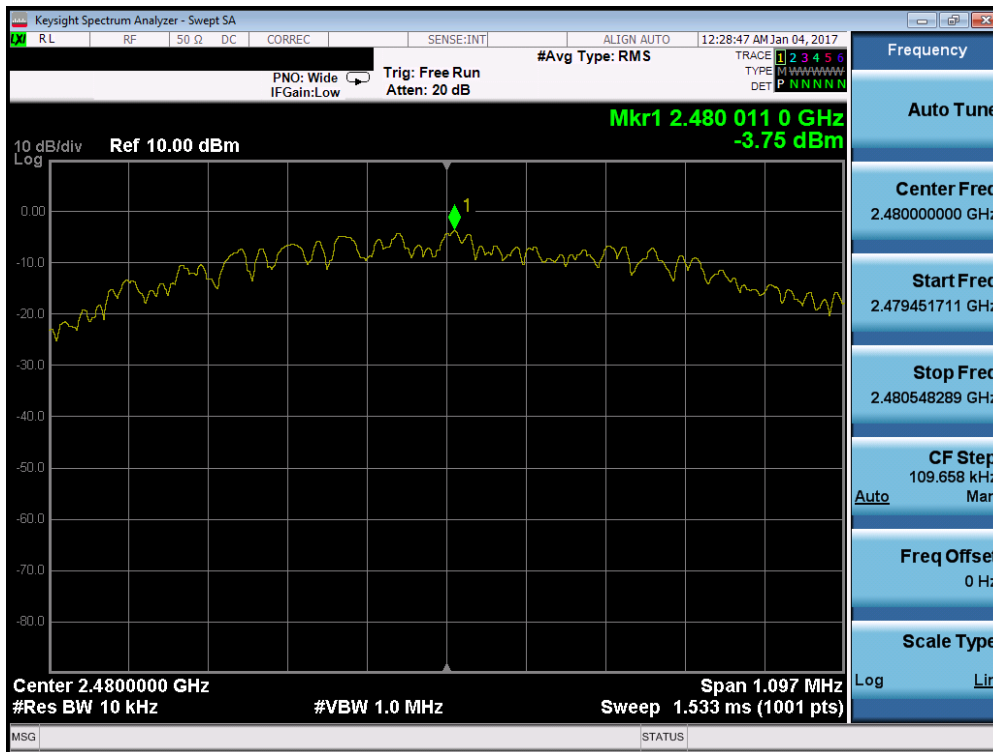 Keysight Spectrum Analyzer - Swept SA
LXI RL RF 50 Ω DC CORREC SENSE:INT ALIGN AUTO 12:28:47 AM Jan 04, 2017
#Avg Type: RMS TRACE 1 2 3 4 5 6
PNO: Wide Trig: Free Run TYPE M WWWWW
IFGain:Low Atten: 20 dB DET P N N N N N
Frequency
Mkr1 2.480 011 0 GHz
-3.75 dBm
10 dB/div Ref 10.00 dBm
Log
1
0.00
-10.0
-20.0
-30.0
-40.0
-50.0
-60.0
-70.0
-80.0
Center 2.4800000 GHz Span 1.097 MHz
#Res BW 10 kHz #VBW 1.0 MHz Sweep 1.533 ms (1001 pts)
MSG STATUS
Auto Tune
Center Freq
2.480000000 GHz
Start Freq
2.479451711 GHz
Stop Freq
2.480548289 GHz
CF Step
109.658 kHz
Auto Man
Freq Offset
0 Hz
Scale Type
Log Lin